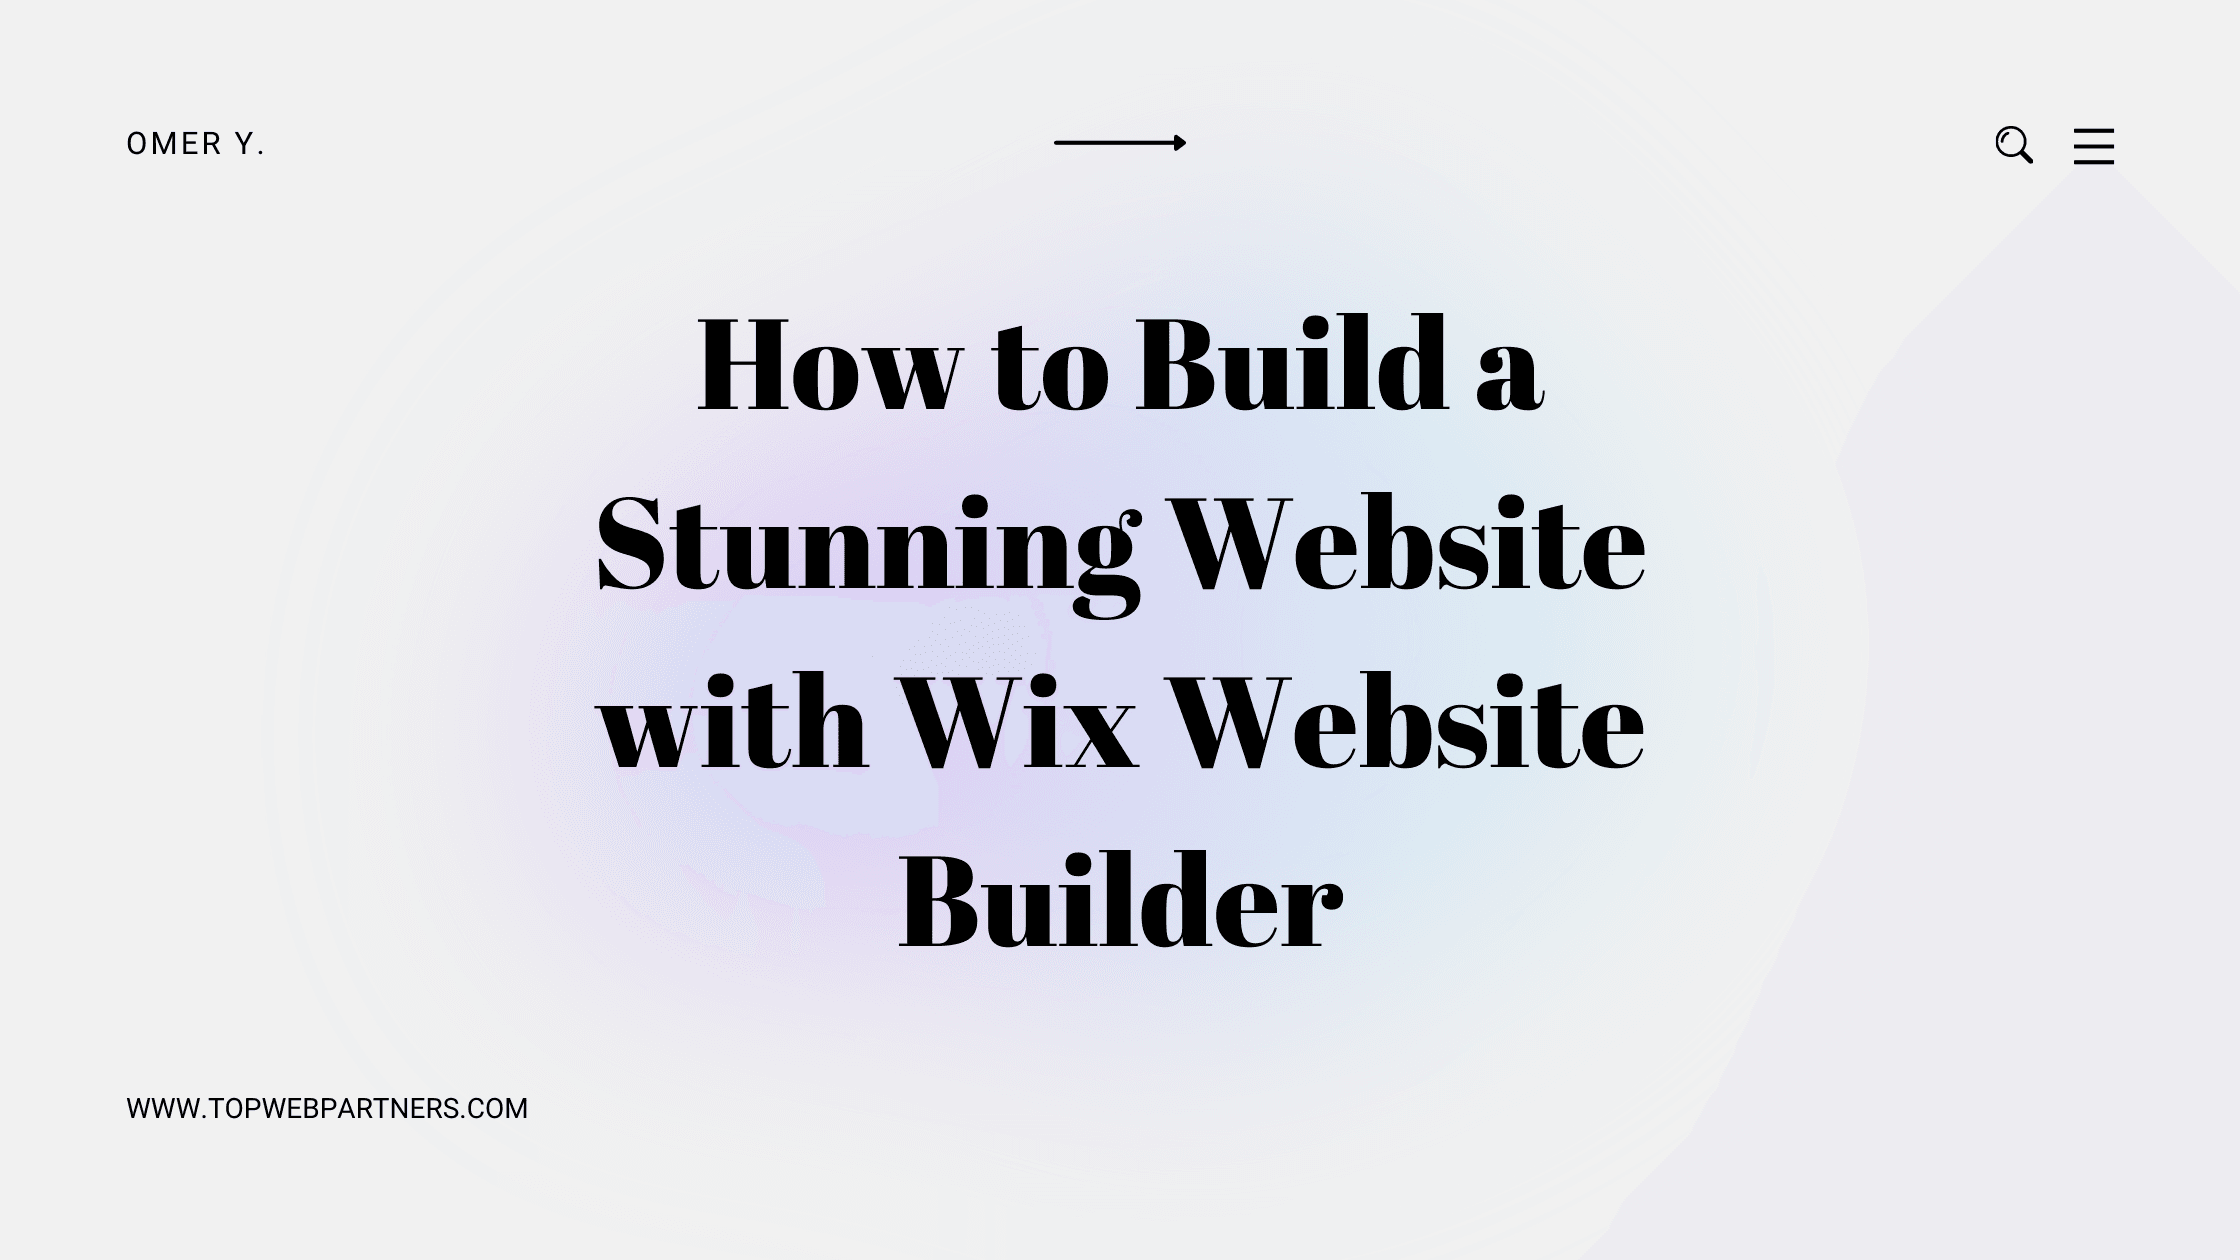 OMER Y.
How to Build a
Stunning Website
with Wix Website
Builder
WWW.TOPWEBPARTNERS.COM